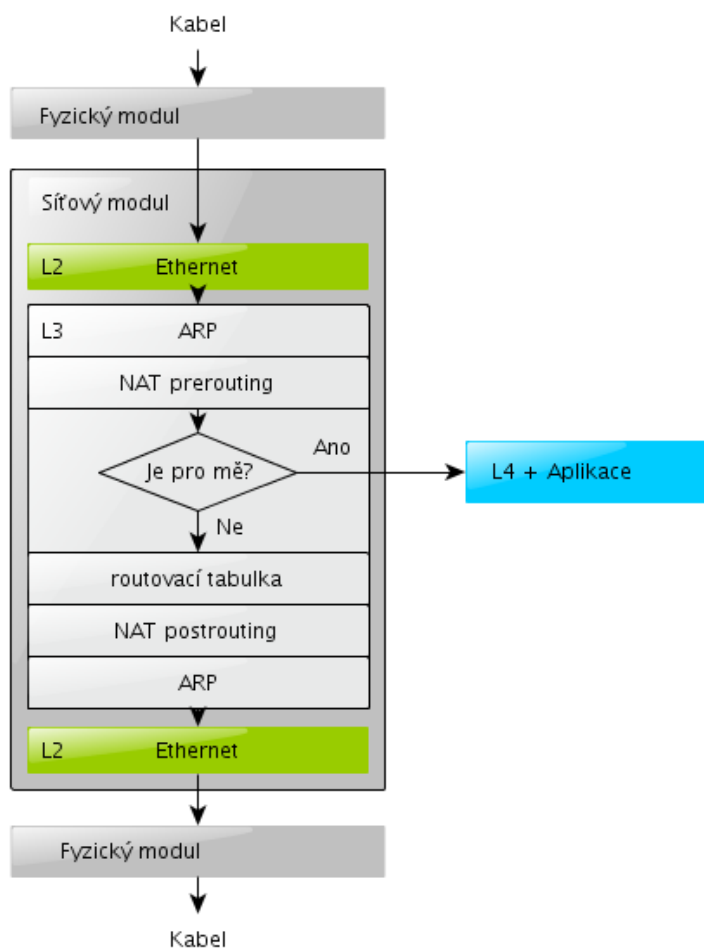 Kabel
Fyzický modul
Síťový modul
L2 Ethernet
L3 ARP
NAT prerouting
Je pro mě?
Ano
L4 + Aplikace
Ne
routovací tabulka
NAT postrouting
ARP
L2 Ethernet
Fyzický modul
Kabel